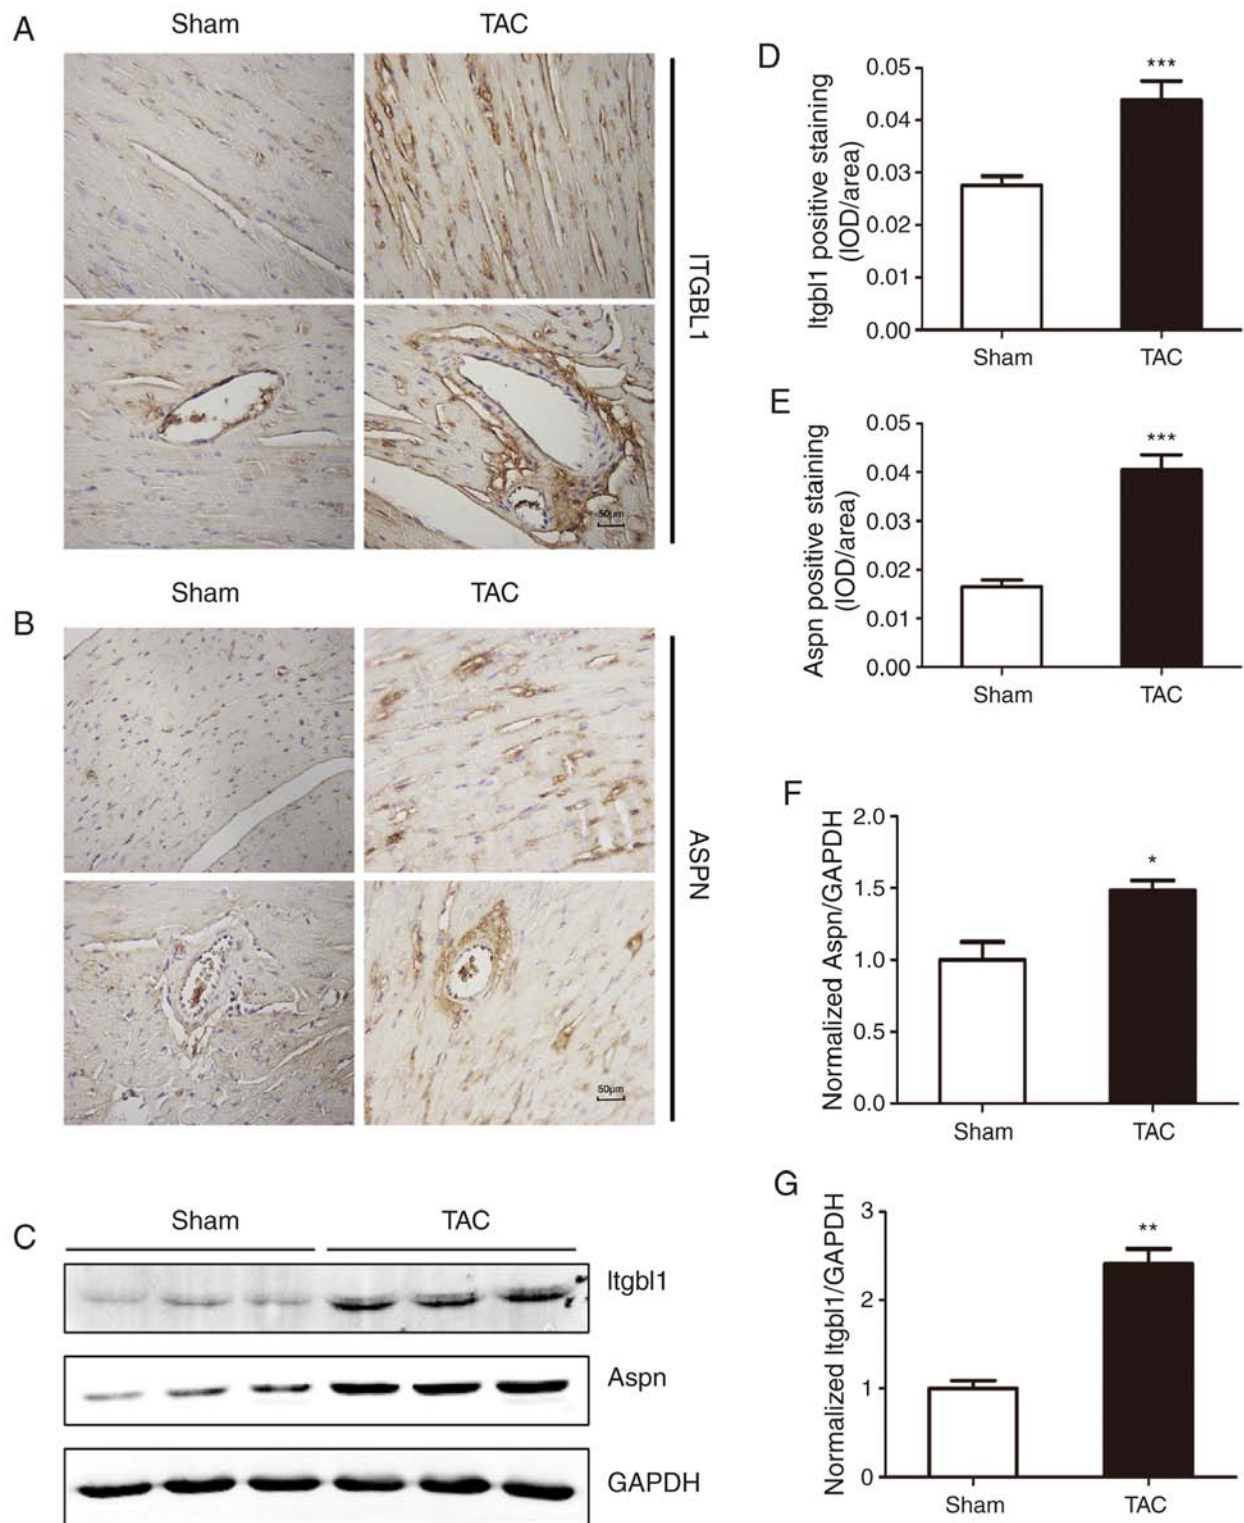 A
Sham
TAC
ITGBL1
50μm
B
Sham
TAC
ASPN
50μm
C
Sham
TAC
Itgbl1
Aspn
GAPDH
D
Itgbl1 positive staining
(IOD/area)
0.05
0.04
0.03
0.02
0.01
0.00
***
Sham
TAC
E
Aspn positive staining
(IOD/area)
0.05
0.04
0.03
0.02
0.01
0.00
***
Sham
TAC
F
Normalized Aspn/GAPDH
2.0
1.5
1.0
0.5
0.0
*
Sham
TAC
G
Normalized Itgbl1/GAPDH
3
2
1
0
**
Sham
TAC